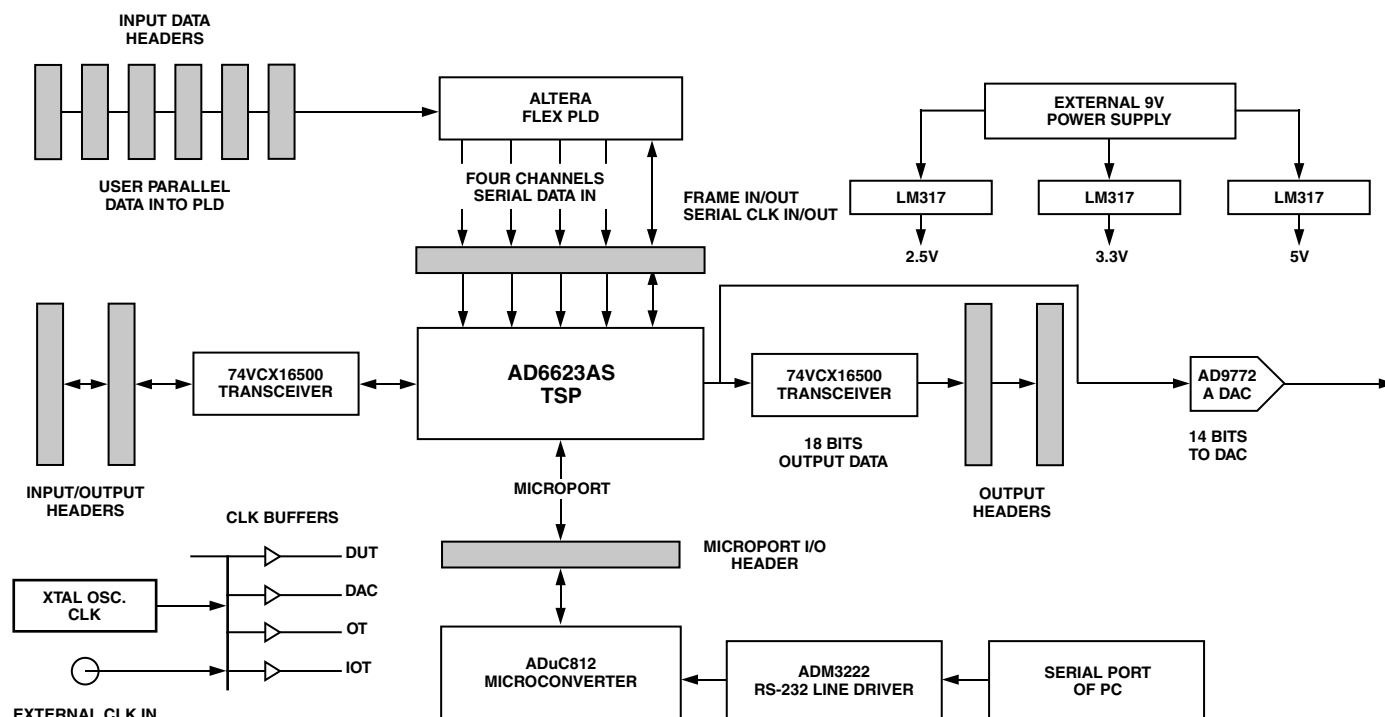 INPUT DATA
HEADERS
ALTERA
FLEX PLD
EXTERNAL 9V
POWER SUPPLY
USER PARALLEL
DATA IN TO PLD
FOUR CHANNELS
SERIAL DATA IN
FRAME IN/OUT
SERIAL CLK IN/OUT
LM317
LM317
LM317
2.5V
3.3V
5V
74VCX16500
TRANSCEIVER
AD6623AS
TSP
74VCX16500
TRANSCEIVER
AD9772
A DAC
18 BITS
OUTPUT DATA
14 BITS
TO DAC
INPUT/OUTPUT
HEADERS
MICROPORT
OUTPUT
HEADERS
CLK BUFFERS
DUT
DAC
OT
IOT
MICROPORT I/O
HEADER
XTAL OSC.
CLK
ADuC812
MICROCONVERTER
ADM3222
RS-232 LINE DRIVER
SERIAL PORT
OF PC
EXTERNAL CLK IN